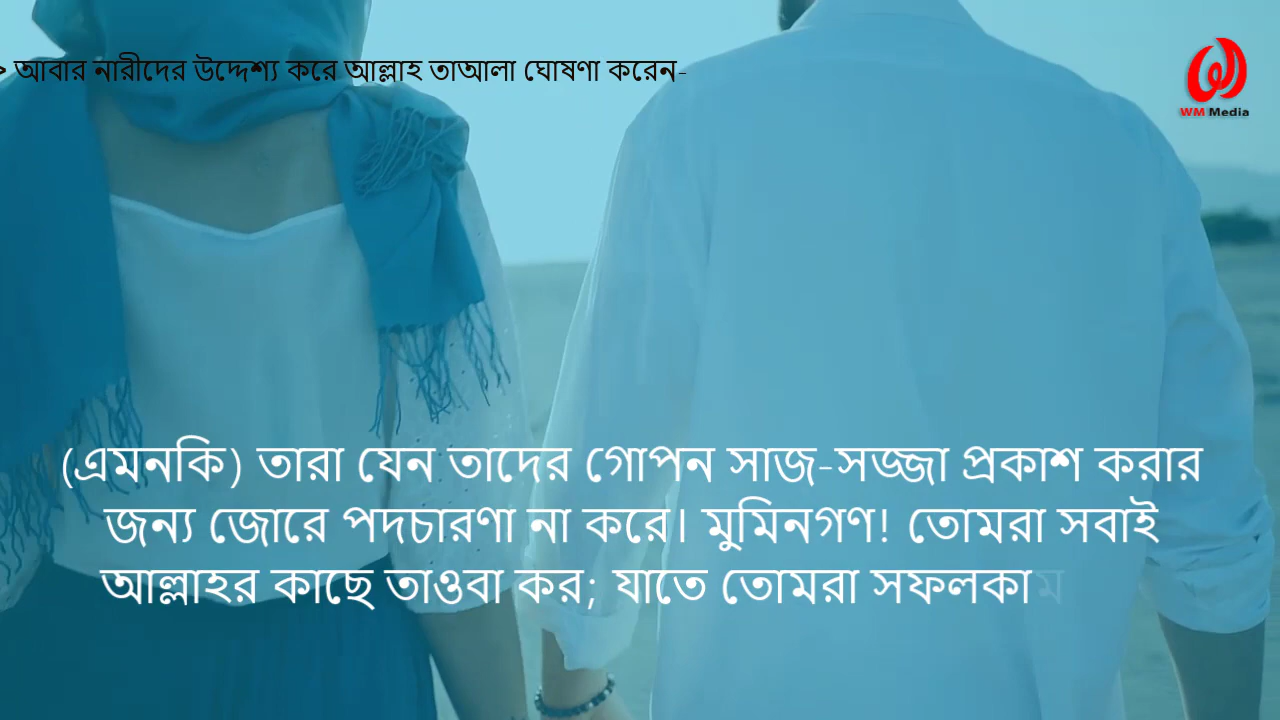 > আবার নারীদের উদ্দেশ্য করে আল্লাহ তাআলা ঘোষণা করেন-
WM Media
(এমনকি) তারা যেন তাদের গোপন সাজ-সজ্জা প্রকাশ করার
জন্য জোরে পদচারণা না করে। মুমিনগণ! তোমরা সবাই
আল্লাহর কাছে তাওবা কর; যাতে তোমরা সফলকাম